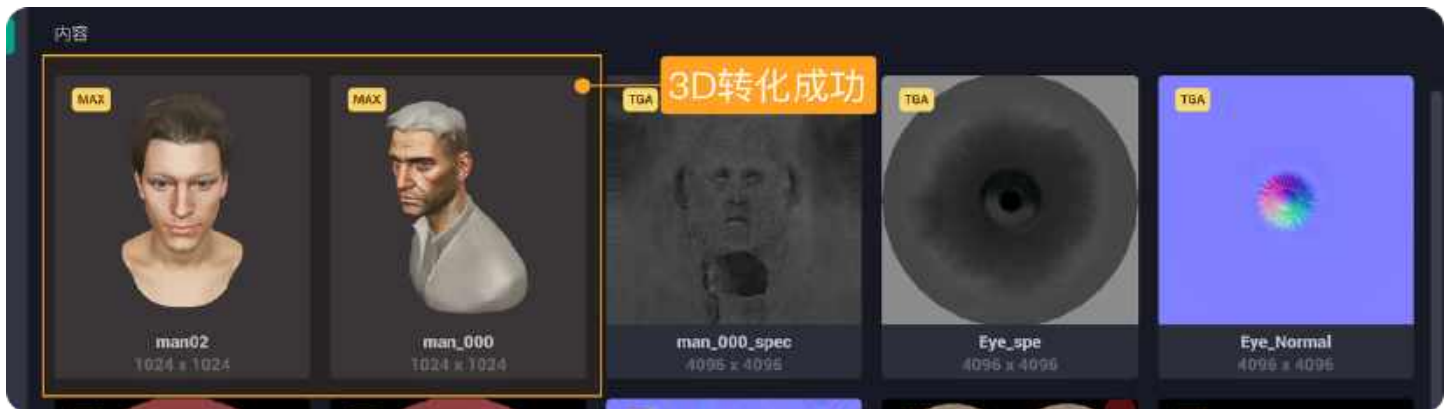 内容
3D转化成功
MAX
MAX
TGA
TGA
TGA
man02
man_000
man_000_spec
Eye_spe
Eye_Normal
1024 x 1024
1024 x 1024
4096 x 4096
4096 x 4096
4096 x 4096